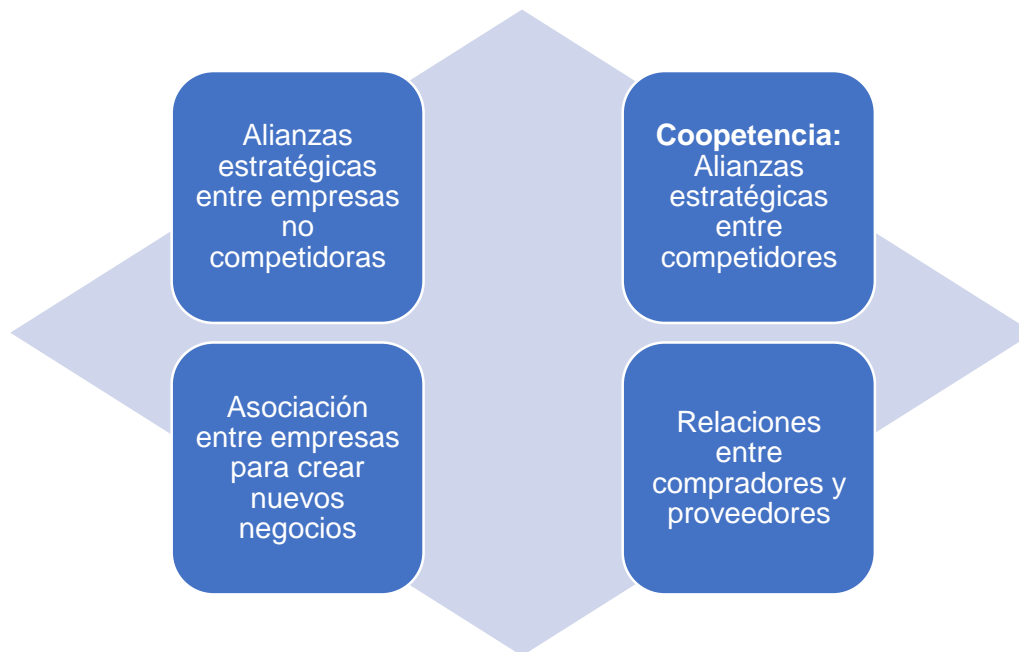 Alianzas
estratégicas
entre empresas
no
competidoras
Coopetencia:
Alianzas
estratégicas
entre
competidores
Asociación
entre empresas
para crear
nuevos
negocios
Relaciones
entre
compradores y
proveedores